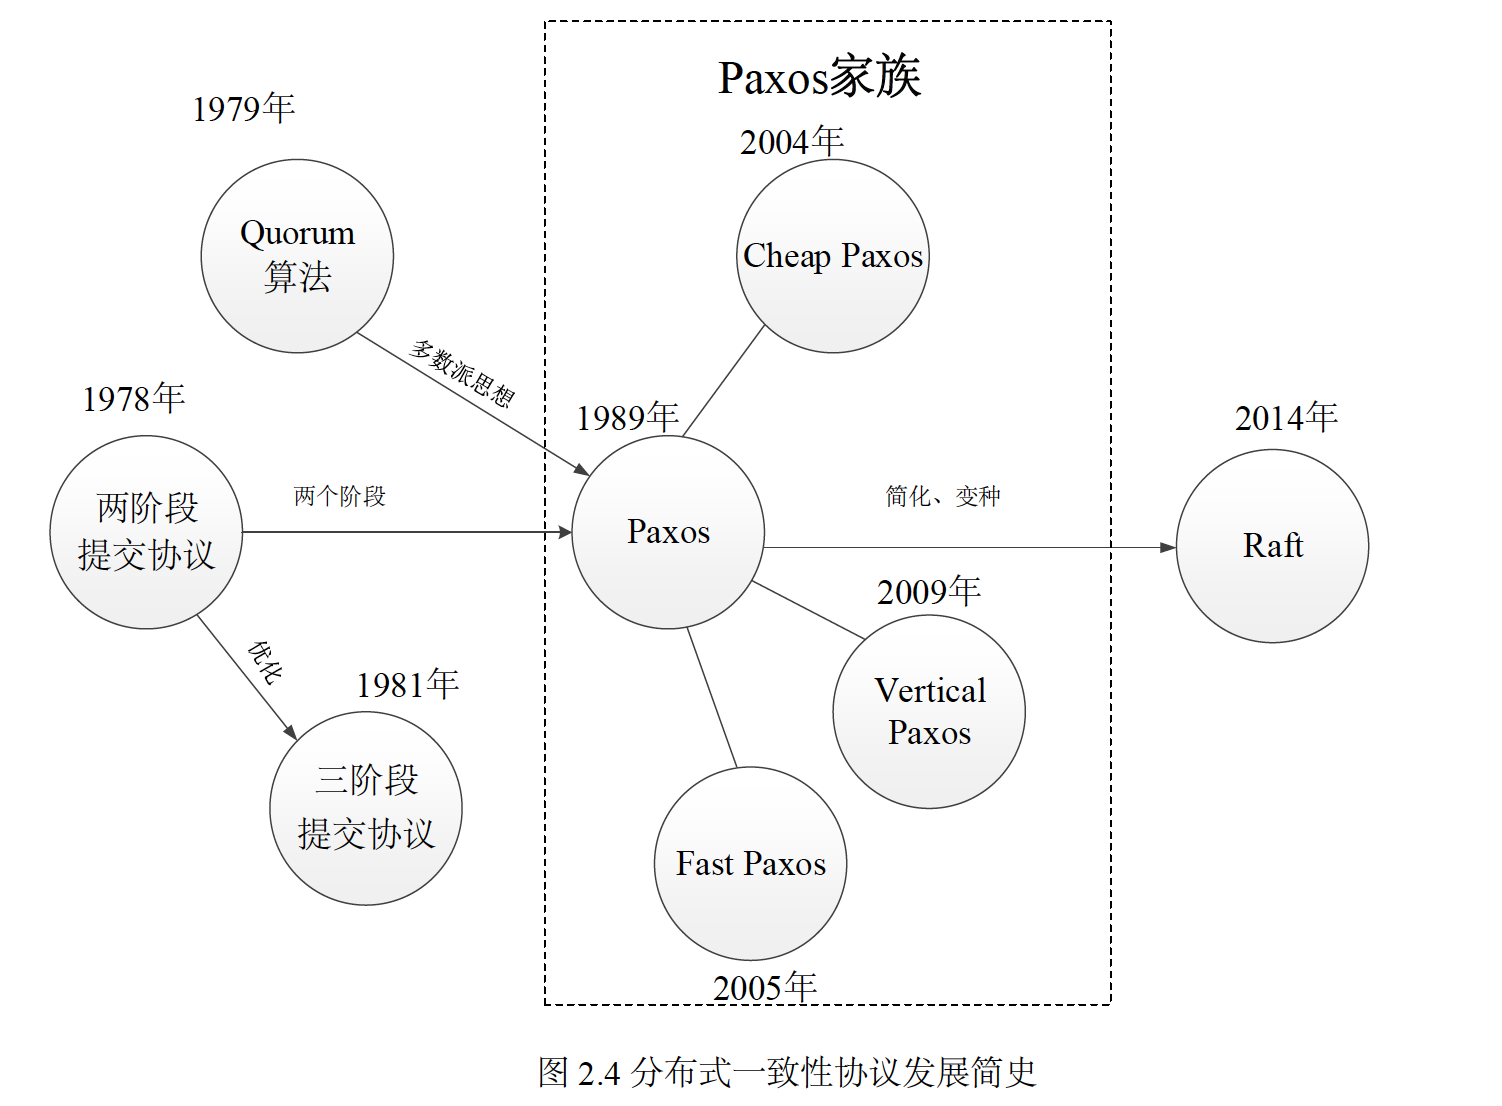 Paxos家族
1979年
2004年
Quorum
算法
Cheap Paxos
多数派思想
1978年
1989年
2014年
两阶段
提交协议
两个阶段
Paxos
简化、变种
Raft
2009年
优化
1981年
Vertical
Paxos
三阶段
提交协议
Fast Paxos
2005年
图 2.4 分布式一致性协议发展简史